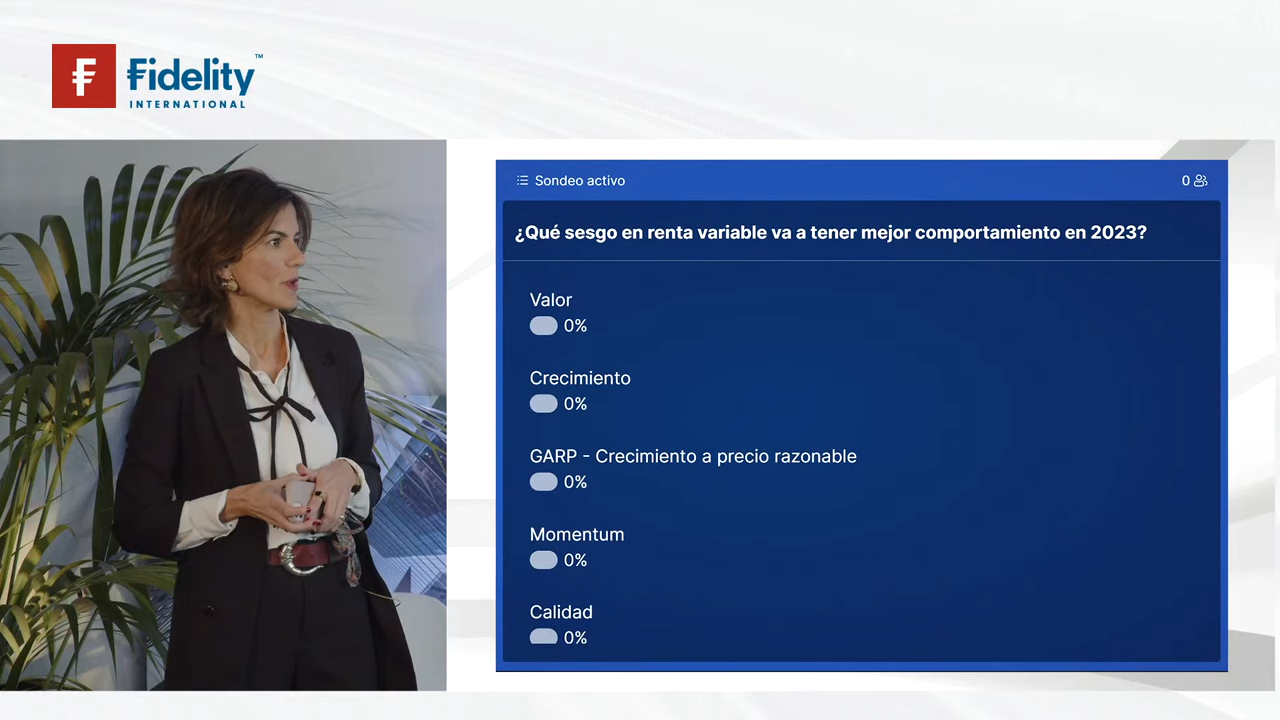 F
Fidelity™
INTERNATIONAL
Sondeo activo
0
¿Qué sesgo en renta variable va a tener mejor comportamiento en 2023?
Valor
0%
Crecimiento
0%
GARP - Crecimiento a precio razonable
0%
Momentum
0%
Calidad
0%